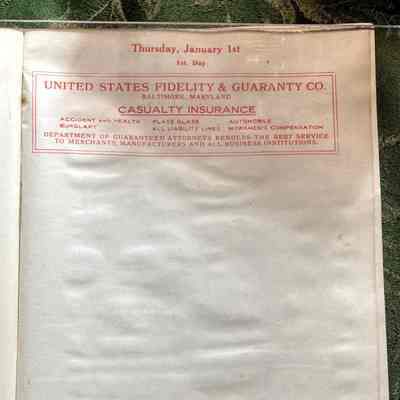 Thursday, January 1st
1st Day
UNITED STATES FIDELITY & GUARANTY CO.
BALTIMORE, MARYLAND
CASUALTY INSURANCE
ACCIDENT AND HEALTH PLATE GLASS AUTOMOBILE
BURGLARY ALL LIABILITY LINES WORKMEN'S COMPENSATION
DEPARTMENT OF GUARANTEED ATTORNEYS RENDERS THE BEST SERVICE
TO MERCHANTS, MANUFACTURERS AND ALL BUSINESS INSTITUTIONS.